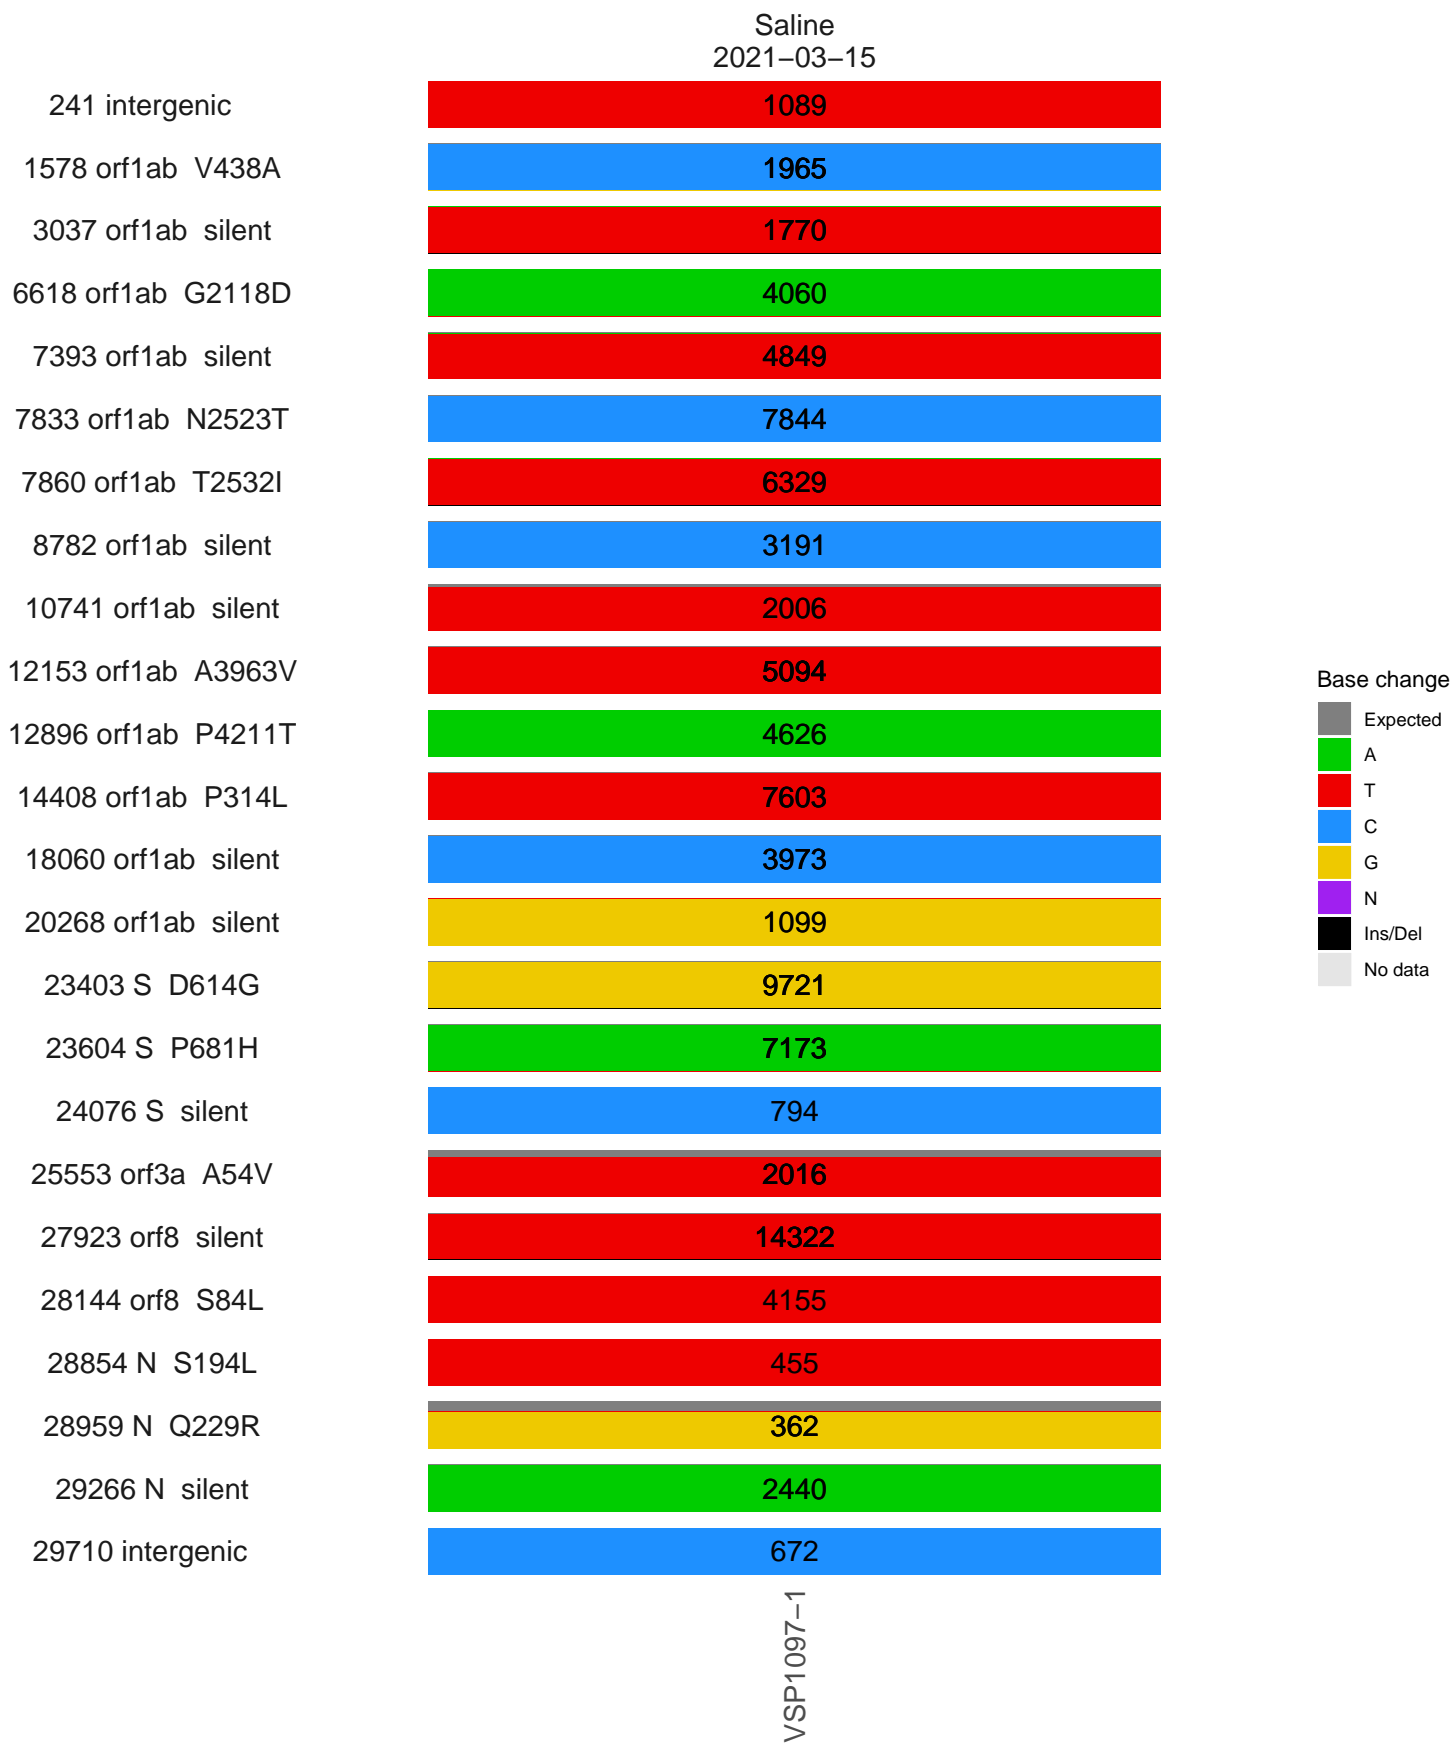 Saline
2021−03−15
241 intergenic 1089
1578 orf1ab V438A 1965
3037 orf1ab silent 1770
6618 orf1ab G2118D 4060
7393 orf1ab silent 4849
7833 orf1ab N2523T 7844
7860 orf1ab T2532I 6329
8782 orf1ab silent 3191
10741 orf1ab silent 2006
12153 orf1ab A3963V 5094
12896 orf1ab P4211T 4626
14408 orf1ab P314L 7603
18060 orf1ab silent 3973
20268 orf1ab silent 1099
23403 S D614G 9721
23604 S P681H 7173
24076 S silent 794
25553 orf3a A54V 2016
27923 orf8 silent 14322
28144 orf8 S84L 4155
28854 N S194L 455
28959 N Q229R 362
29266 N silent 2440
29710 intergenic 672
VSP1097−1
Base change
Expected
A
T
C
G
N
Ins/Del
No data